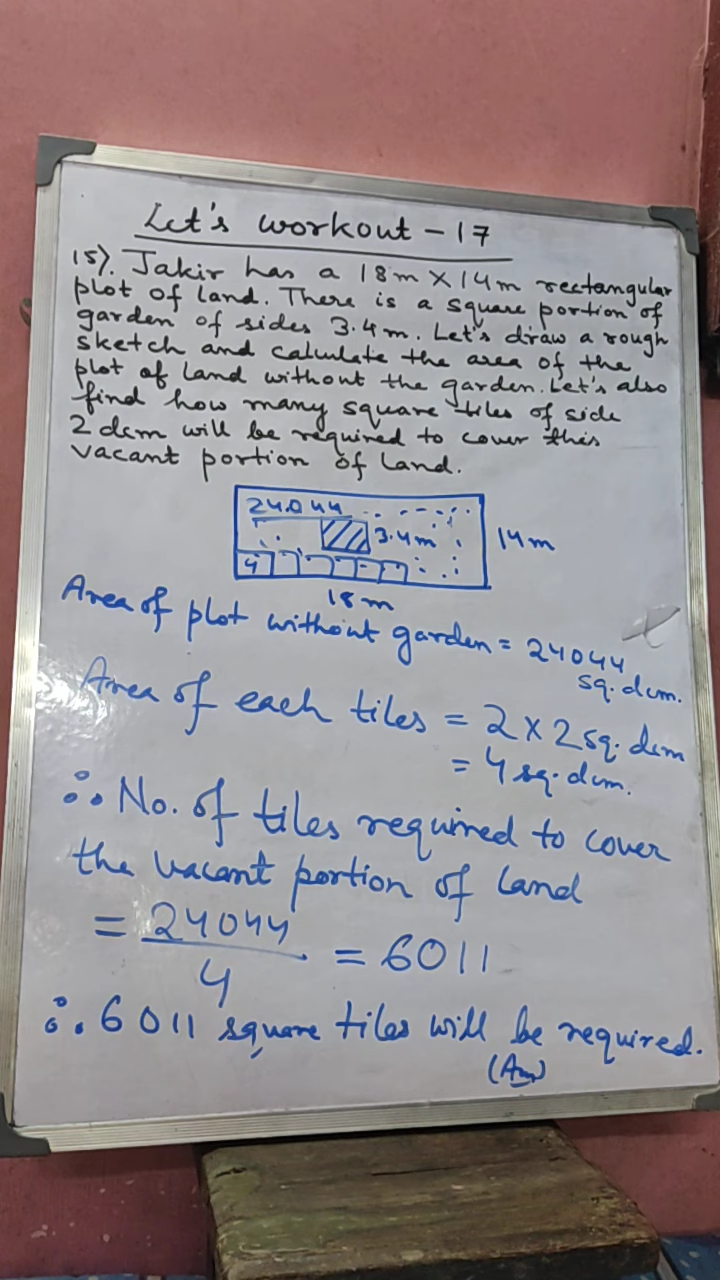 Let's workout - 17
15). Jakir has a 18m X 14m rectangular
plot of land. There is a square portion of
garden of sides 3.4m. Let's draw a rough
sketch and calculate the area of the
plot of land without the garden. Let's also
find how many square tiles of side
2 dcm will be required to cover this
vacant portion of land.
24044
3.4m
14m
4
18m
Area of plot without garden = 24044
sq. dcm.
Area of each tiles = 2 X 2 sq. dcm
= 4 sq. dcm.
∴ No. of tiles required to cover
the vacant portion of land
= 24044
4
= 6011
∴ 6011 square tiles will be required.
(Ans)